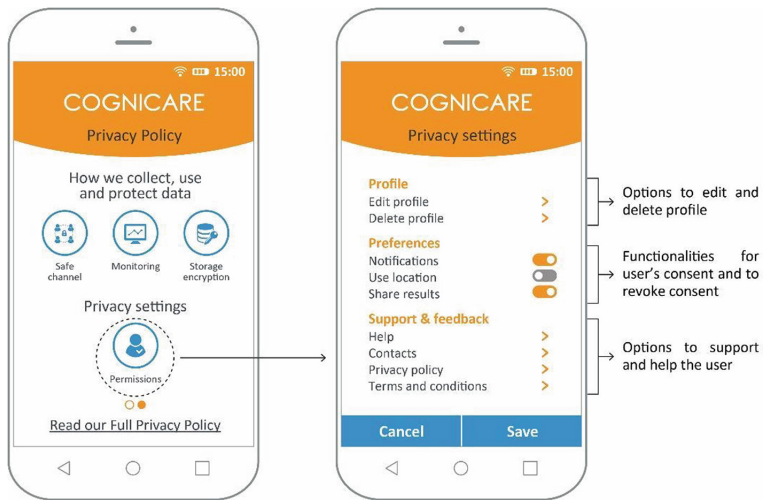 15:00
COGNICARE
Privacy Policy
How we collect, use
and protect data
Safe
channel
Monitoring
Storage
encryption
Privacy settings
Permissions
Read our Full Privacy Policy
15:00
COGNICARE
Privacy settings
Profile
Edit profile
Delete profile
Preferences
Notifications
Use location
Share results
Support & feedback
Help
Contacts
Privacy policy
Terms and conditions
Cancel
Save
Options to edit and
delete profile
Functionalities for
user's consent and to
revoke consent
Options to support
and help the user